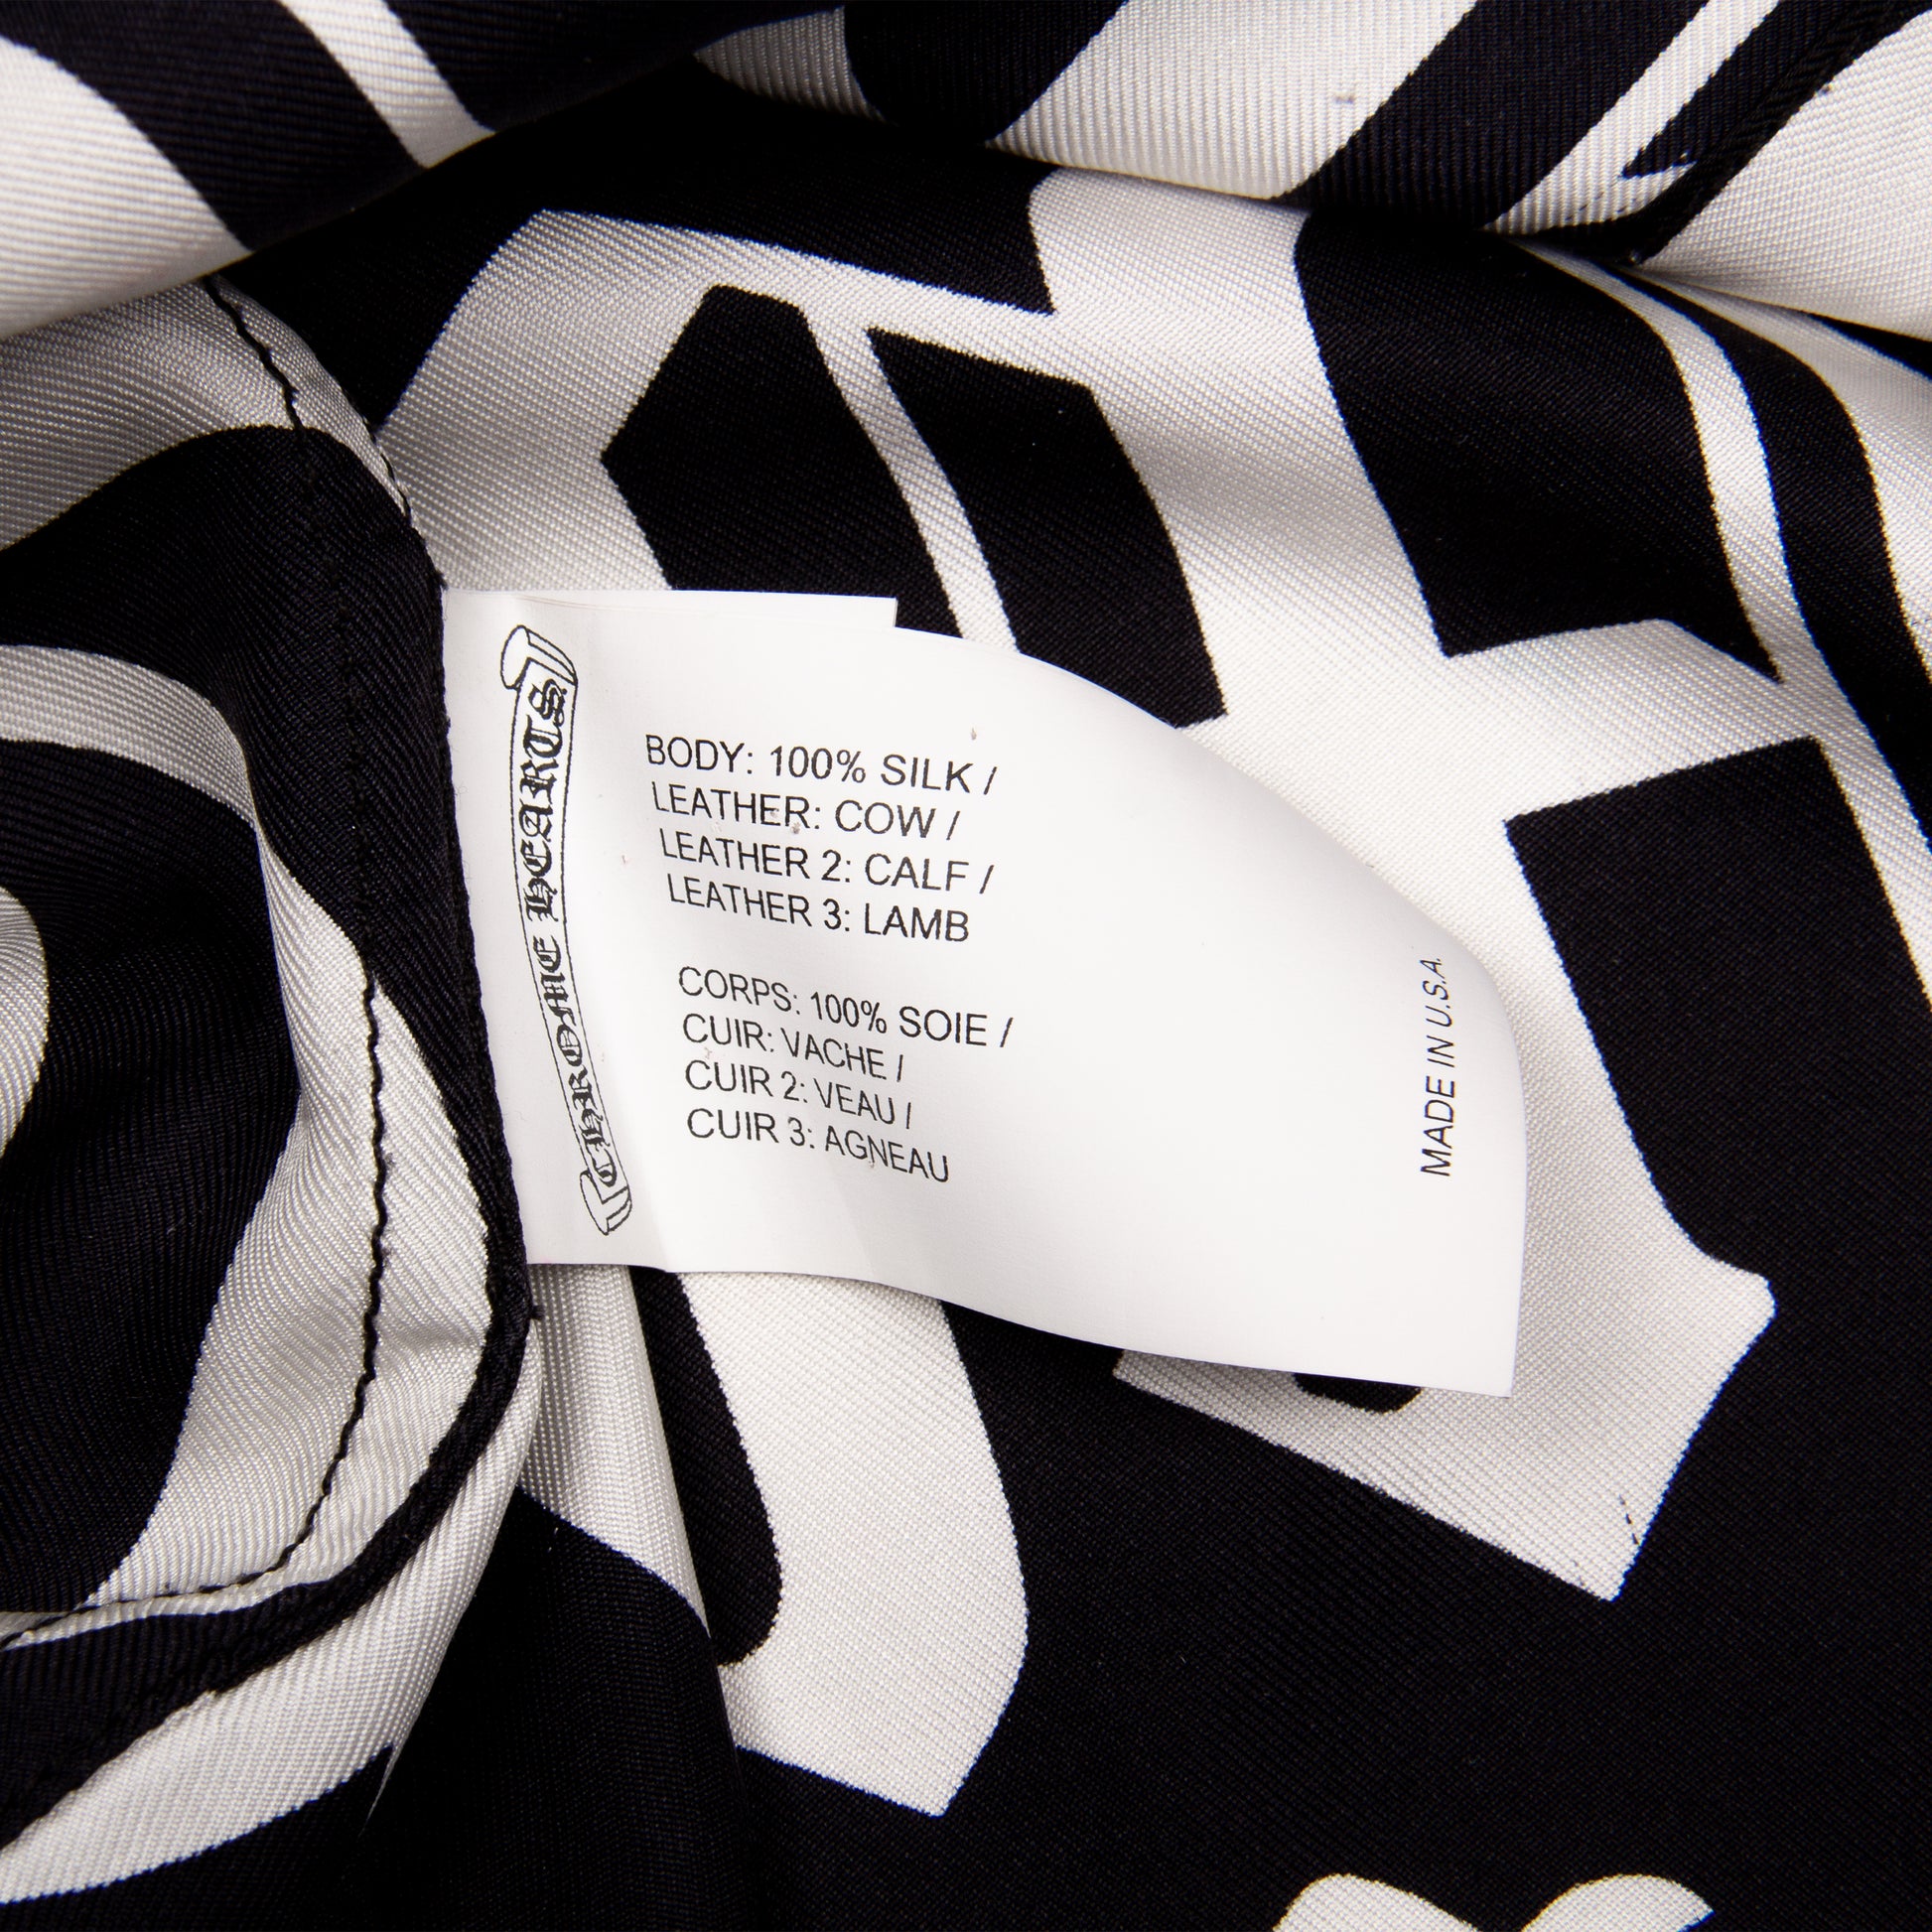 CHROME HEARTS
BODY: 100% SILK /
LEATHER: COW /
LEATHER 2: CALF /
LEATHER 3: LAMB
CORPS: 100% SOIE /
CUIR: VACHE /
CUIR 2: VEAU /
CUIR 3: AGNEAU
MADE IN U.S.A.